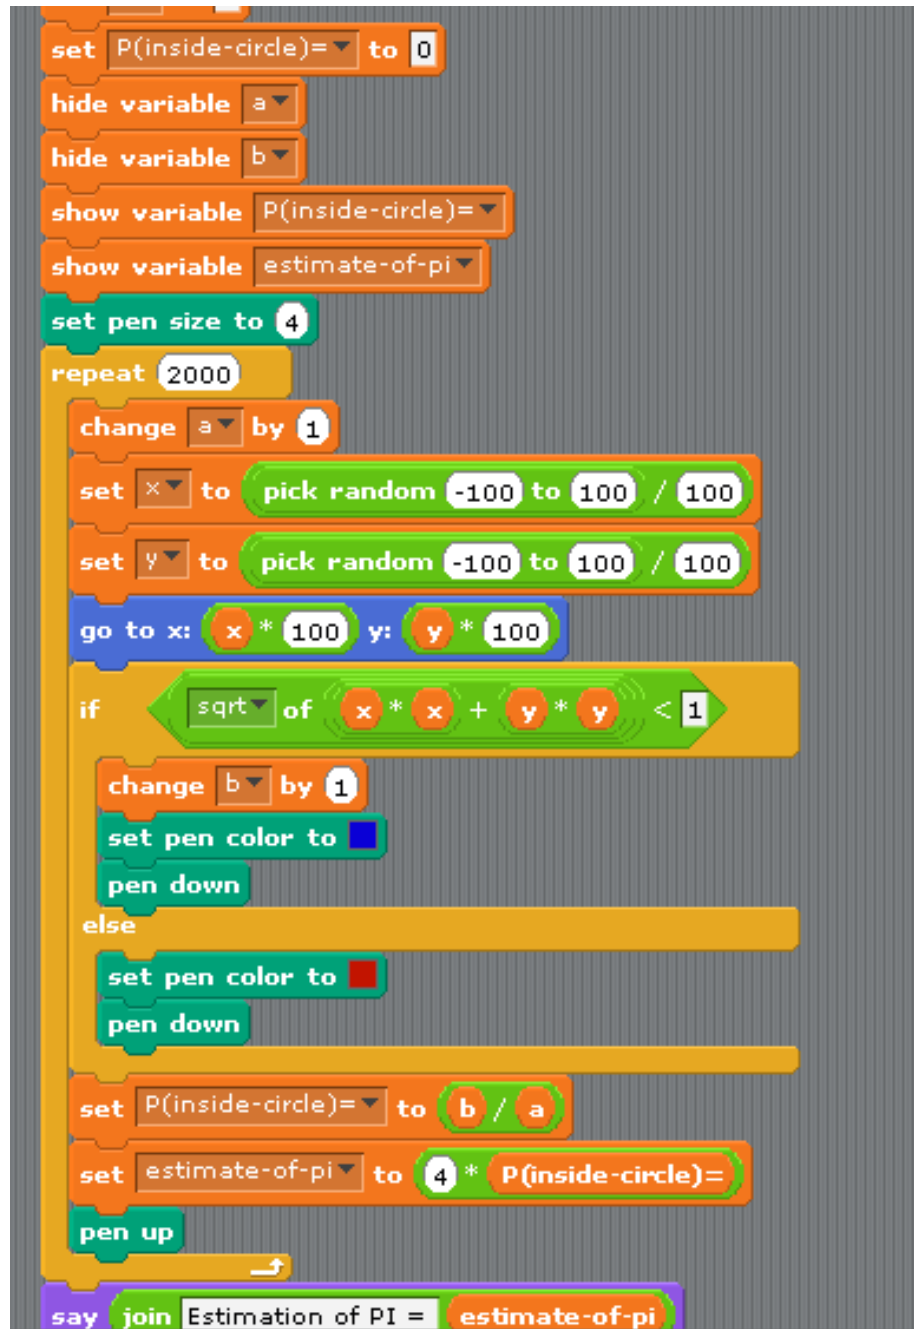 set P(inside-circle)= to 0
hide variable a
hide variable b
show variable P(inside-circle)=
show variable estimate-of-pi
set pen size to 4
repeat 2000
change a by 1
set x to pick random -100 to 100 / 100
set y to pick random -100 to 100 / 100
go to x: x * 100 y: y * 100
if sqrt of x * x + y * y < 1
change b by 1
set pen color to
pen down
else
set pen color to
pen down
set P(inside-circle)= to b / a
set estimate-of-pi to 4 * P(inside-circle)=
pen up
say join Estimation of PI = estimate-of-pi